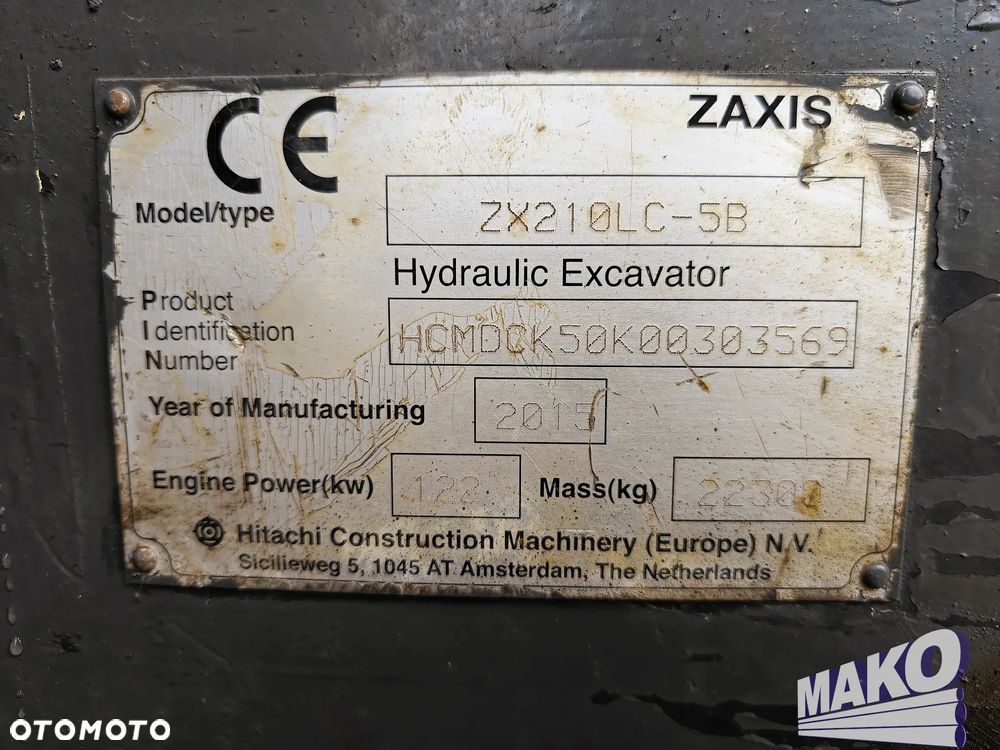 CE
ZAXIS
Model/type ZX210LC-5B
Hydraulic Excavator
Product
Identification
Number
HCMDCK50K00303569
Year of Manufacturing 2015
Engine Power(kw) 122 Mass(kg) 22300
Hitachi Construction Machinery (Europe) N.V.
Sicilieweg 5, 1045 AT Amsterdam, The Netherlands
MAKO
OTOMOTO